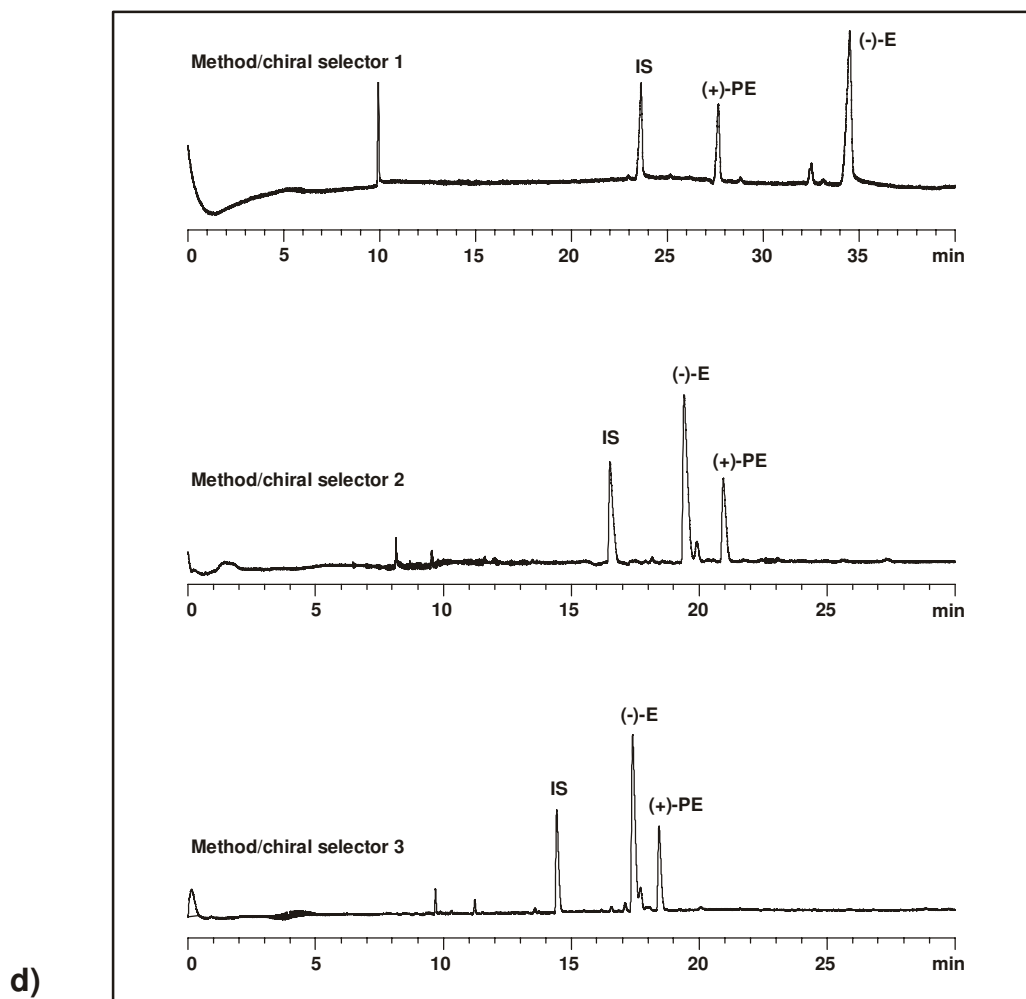 (-)-E
Method/chiral selector 1
IS
(+)-PE
0 5 10 15 20 25 30 35 min
(-)-E
IS
(+)-PE
Method/chiral selector 2
0 5 10 15 20 25 min
(-)-E
IS
(+)-PE
Method/chiral selector 3
0 5 10 15 20 25 min
d)